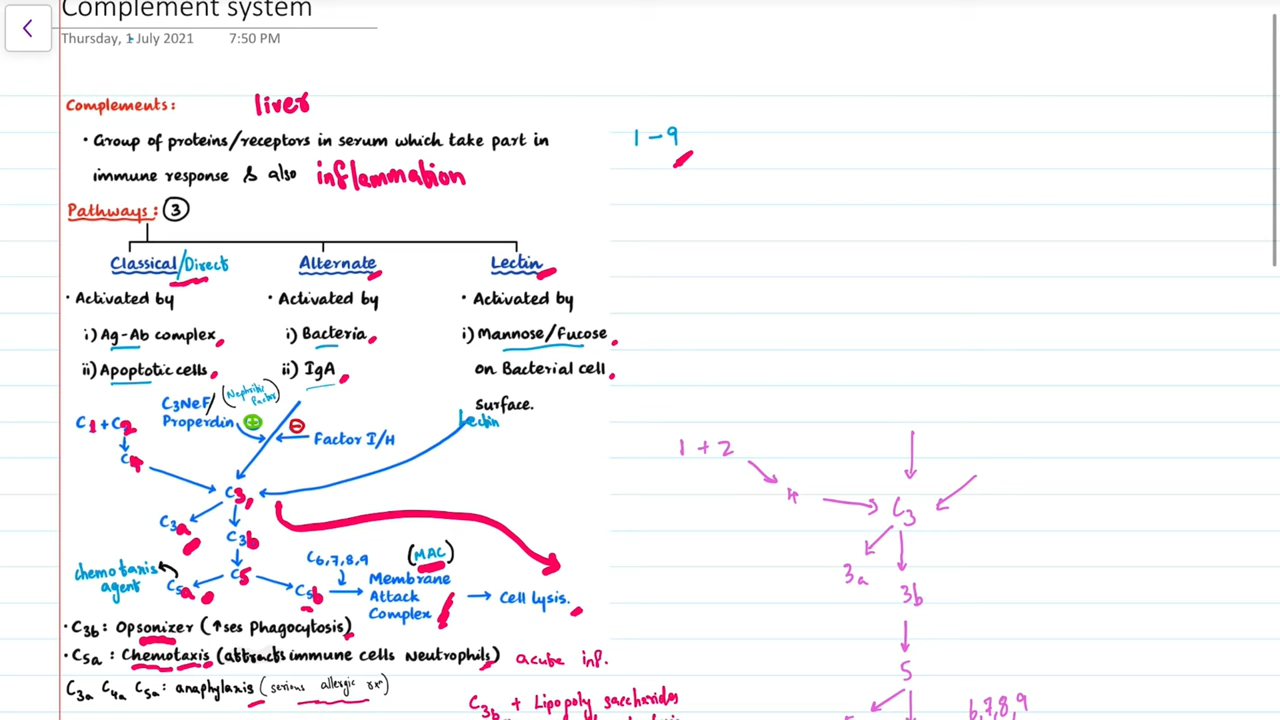 Complement system
Thursday, 1 July 2021 7:50 PM
Complements: liver
• Group of proteins/receptors in serum which take part in
immune response & also inflammation
1 - 9
Pathways: 3
Classical/Direct Alternate Lectin
• Activated by • Activated by • Activated by
i) Ag-Ab complex i) Bacteria i) Mannose/Fucose
ii) Apoptotic cells ii) IgA on Bacterial cell
surface.
C3NeF/ (Nephritic Factor)
Properdin + -
Factor I/H
Lectin
C1 + C2
C4
C3
C3a
C3b
C5
C5a
chemotaxis
agent
C5b
C6,7,8,9
(MAC)
Membrane
Attack
Complex
Cell lysis.
• C3b: Opsonizer (↑ses Phagocytosis)
• C5a: Chemotaxis (attracts immune cells Neutrophils) acute inf.
C3a C4a C5a: anaphylaxis (serious allergic rxn)
C3b + Lipopoly saccharides
1 + 2
4
C3
3a
3b
5
6,7,8,9